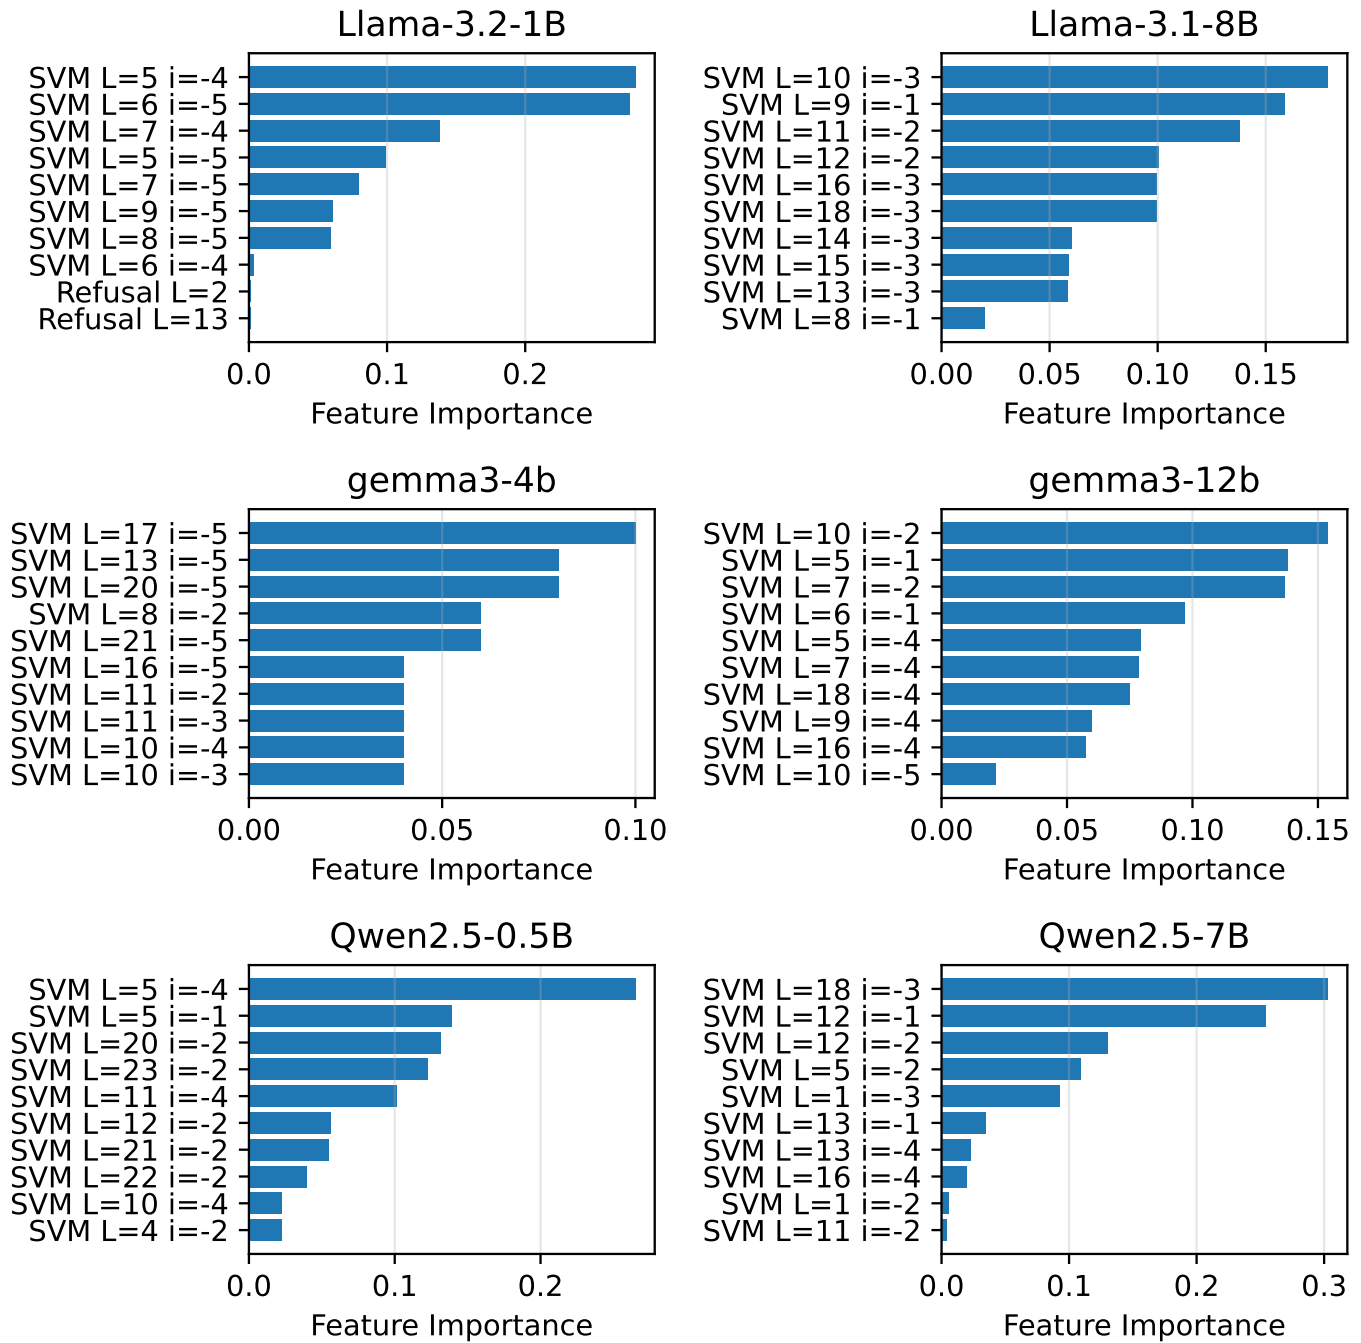 Llama-3.2-1B
SVM L=5 i=-4
SVM L=6 i=-5
SVM L=7 i=-4
SVM L=5 i=-5
SVM L=7 i=-5
SVM L=9 i=-5
SVM L=8 i=-5
SVM L=6 i=-4
Refusal L=2
Refusal L=13
0.0 0.1 0.2
Feature Importance
Llama-3.1-8B
SVM L=10 i=-3
SVM L=9 i=-1
SVM L=11 i=-2
SVM L=12 i=-2
SVM L=16 i=-3
SVM L=18 i=-3
SVM L=14 i=-3
SVM L=15 i=-3
SVM L=13 i=-3
SVM L=8 i=-1
0.00 0.05 0.10 0.15
Feature Importance
gemma3-4b
SVM L=17 i=-5
SVM L=13 i=-5
SVM L=20 i=-5
SVM L=8 i=-2
SVM L=21 i=-5
SVM L=16 i=-5
SVM L=11 i=-2
SVM L=11 i=-3
SVM L=10 i=-4
SVM L=10 i=-3
0.00 0.05 0.10
Feature Importance
gemma3-12b
SVM L=10 i=-2
SVM L=5 i=-1
SVM L=7 i=-2
SVM L=6 i=-1
SVM L=5 i=-4
SVM L=7 i=-4
SVM L=18 i=-4
SVM L=9 i=-4
SVM L=16 i=-4
SVM L=10 i=-5
0.00 0.05 0.10 0.15
Feature Importance
Qwen2.5-0.5B
SVM L=5 i=-4
SVM L=5 i=-1
SVM L=20 i=-2
SVM L=23 i=-2
SVM L=11 i=-4
SVM L=12 i=-2
SVM L=21 i=-2
SVM L=22 i=-2
SVM L=10 i=-4
SVM L=4 i=-2
0.0 0.1 0.2
Feature Importance
Qwen2.5-7B
SVM L=18 i=-3
SVM L=12 i=-1
SVM L=12 i=-2
SVM L=5 i=-2
SVM L=1 i=-3
SVM L=13 i=-1
SVM L=13 i=-4
SVM L=16 i=-4
SVM L=1 i=-2
SVM L=11 i=-2
0.0 0.1 0.2 0.3
Feature Importance